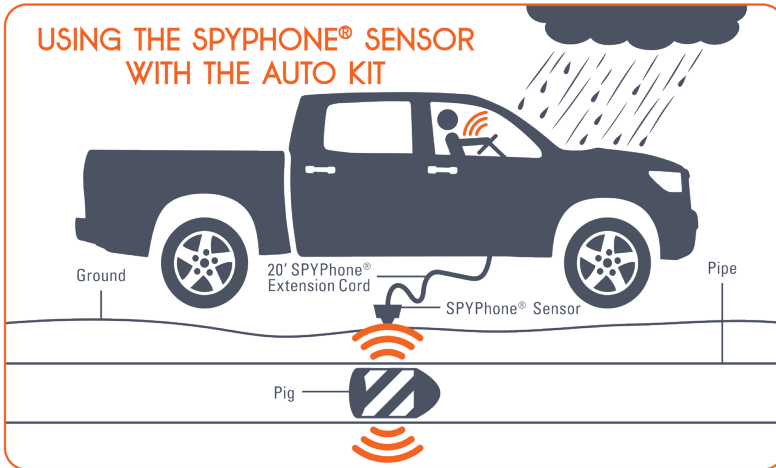 USING THE SPYPHONE® SENSOR
WITH THE AUTO KIT
Ground
20′ SPYPhone®
Extension Cord
Pipe
SPYPhone® Sensor
Pig